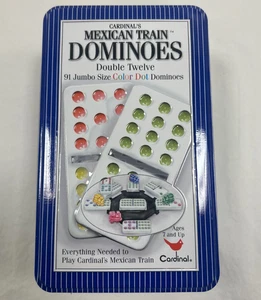 CARDINAL'S
MEXICAN TRAIN™
DOMINOES
Double Twelve
91 Jumbo Size Color Dot Dominoes
Ages
7 and Up
Everything Needed to
Play Cardinal's Mexican Train
Cardinal®